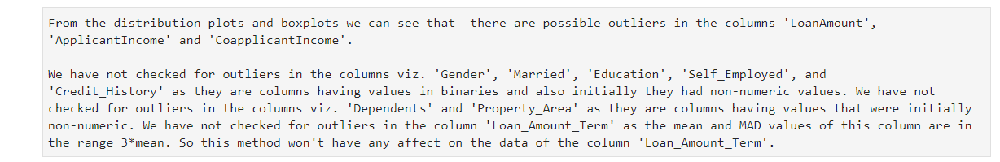 From the distribution plots and boxplots we can see that  there are possible outliers in the columns 'LoanAmount',
'ApplicantIncome' and 'CoapplicantIncome'.
We have not checked for outliers in the columns viz. 'Gender', 'Married', 'Education', 'Self_Employed', and
'Credit_History' as they are columns having values in binaries and also initially they had non-numeric values. We have not
checked for outliers in the columns viz. 'Dependents' and 'Property_Area' as they are columns having values that were initially
non-numeric. We have not checked for outliers in the column 'Loan_Amount_Term' as the mean and MAD values of this column are in
the range 3*mean. So this method won't have any affect on the data of the column 'Loan_Amount_Term'.